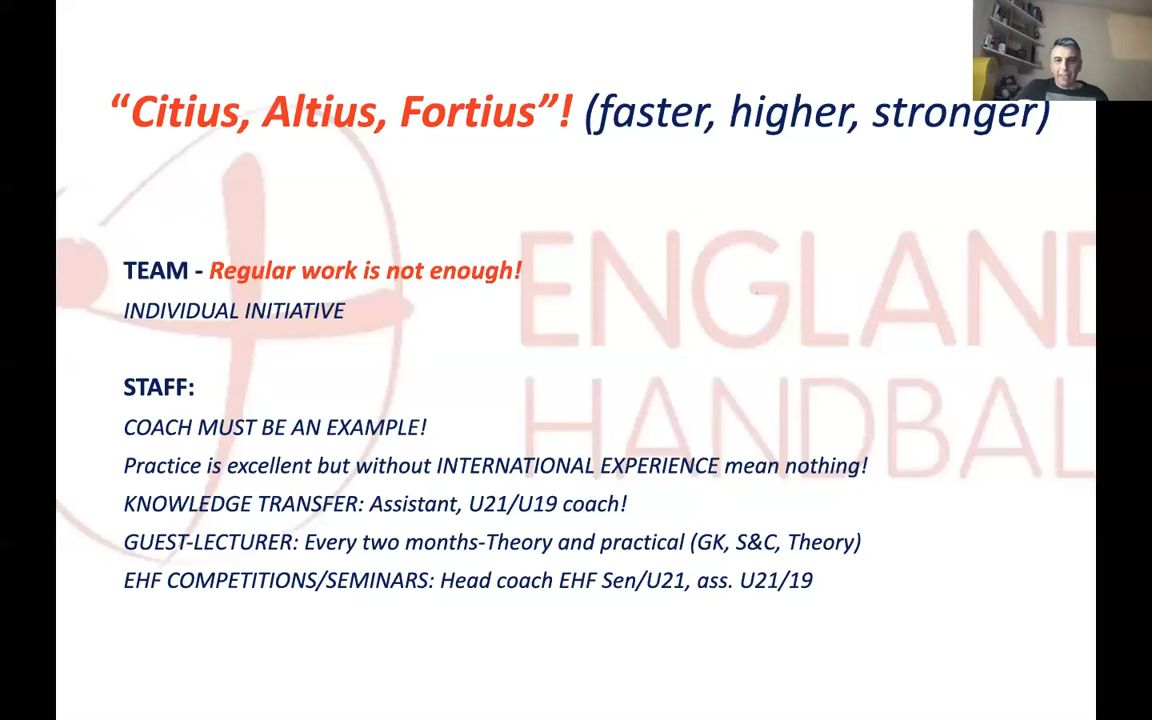 “Citius, Altius, Fortius”! (faster, higher, stronger)
TEAM - Regular work is not enough!
INDIVIDUAL INITIATIVE
ENGLAND
HANDBAL
STAFF:
COACH MUST BE AN EXAMPLE!
Practice is excellent but without INTERNATIONAL EXPERIENCE mean nothing!
KNOWLEDGE TRANSFER: Assistant, U21/U19 coach!
GUEST-LECTURER: Every two months-Theory and practical (GK, S&C, Theory)
EHF COMPETITIONS/SEMINARS: Head coach EHF Sen/U21, ass. U21/19